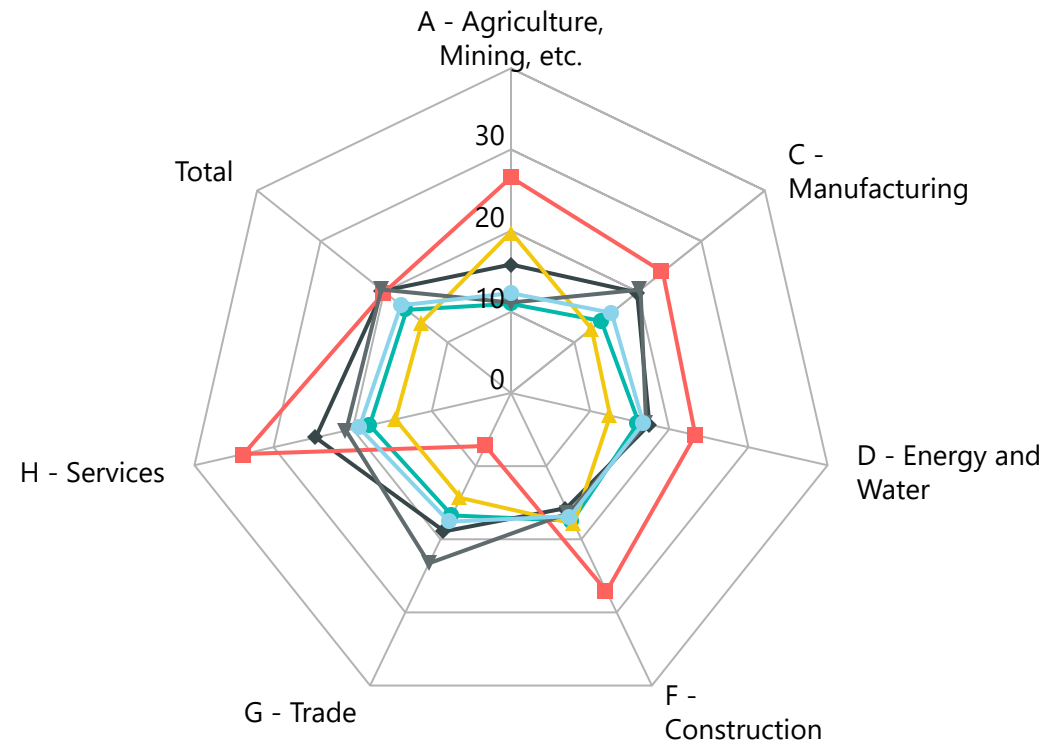 A - Agriculture,
Mining, etc.
30
20
10
0
Total
C -
Manufacturing
H - Services
D - Energy and
Water
G - Trade
F -
Construction